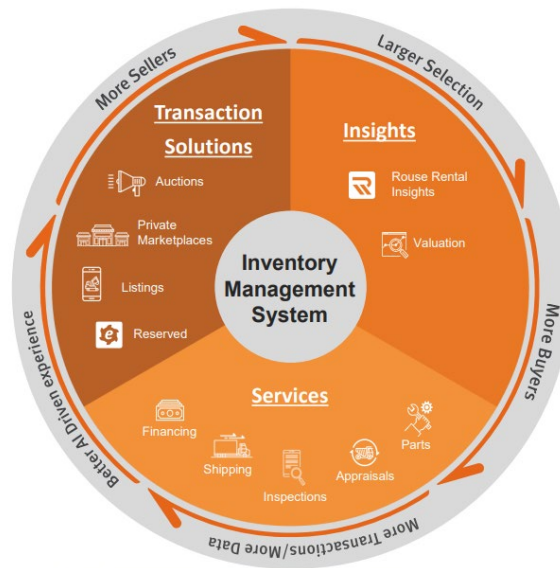 More Sellers
Larger Selection
More Buyers
More Transactions/More Data
Better AI Driven experience
Transaction
Solutions
Auctions
Private
Marketplaces
Listings
e
Reserved
Insights
Rouse Rental
Insights
Valuation
Inventory
Management
System
Services
Financing
Shipping
Inspections
Appraisals
Parts